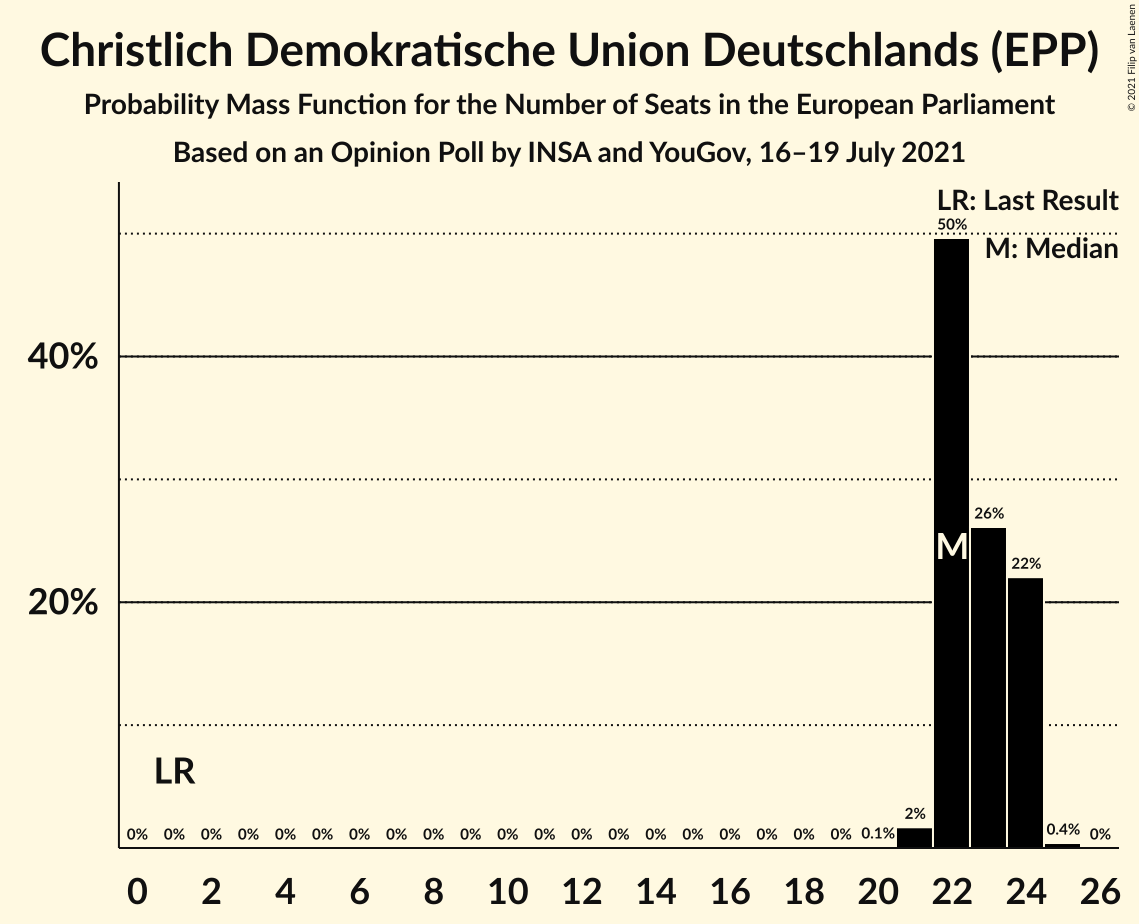 Christlich Demokratische Union Deutschlands (EPP)
Probability Mass Function for the Number of Seats in the European Parliament
Based on an Opinion Poll by INSA and YouGov, 16–19 July 2021
© 2021 Filip van Laenen
LR: Last Result
50%
M: Median
40%
26%
M
22%
20%
LR
2%
0% 0% 0% 0% 0% 0% 0% 0% 0% 0% 0% 0% 0% 0% 0% 0% 0% 0% 0% 0% 0.1% 0.4% 0%
0 2 4 6 8 10 12 14 16 18 20 22 24 26